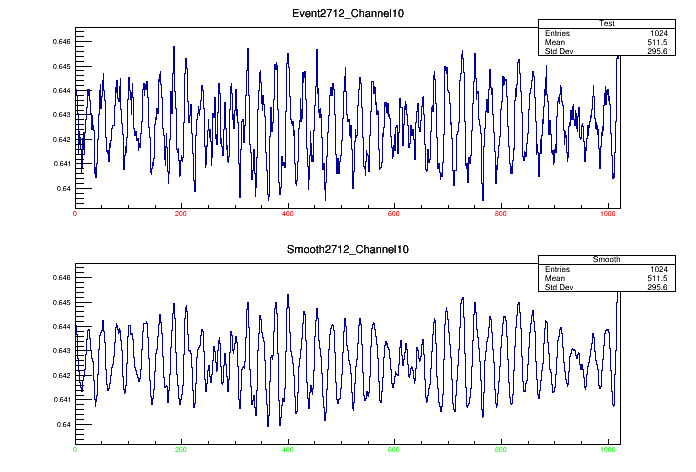 Event2712_Channel10
Test
Entries 1024
Mean 511.5
Std Dev 295.6
0.646
0.645
0.644
0.643
0.642
0.641
0.64
0 200 400 600 800 1000
Smooth2712_Channel10
Smooth
Entries 1024
Mean 511.5
Std Dev 295.6
0.646
0.645
0.644
0.643
0.642
0.641
0.64
0 200 400 600 800 1000